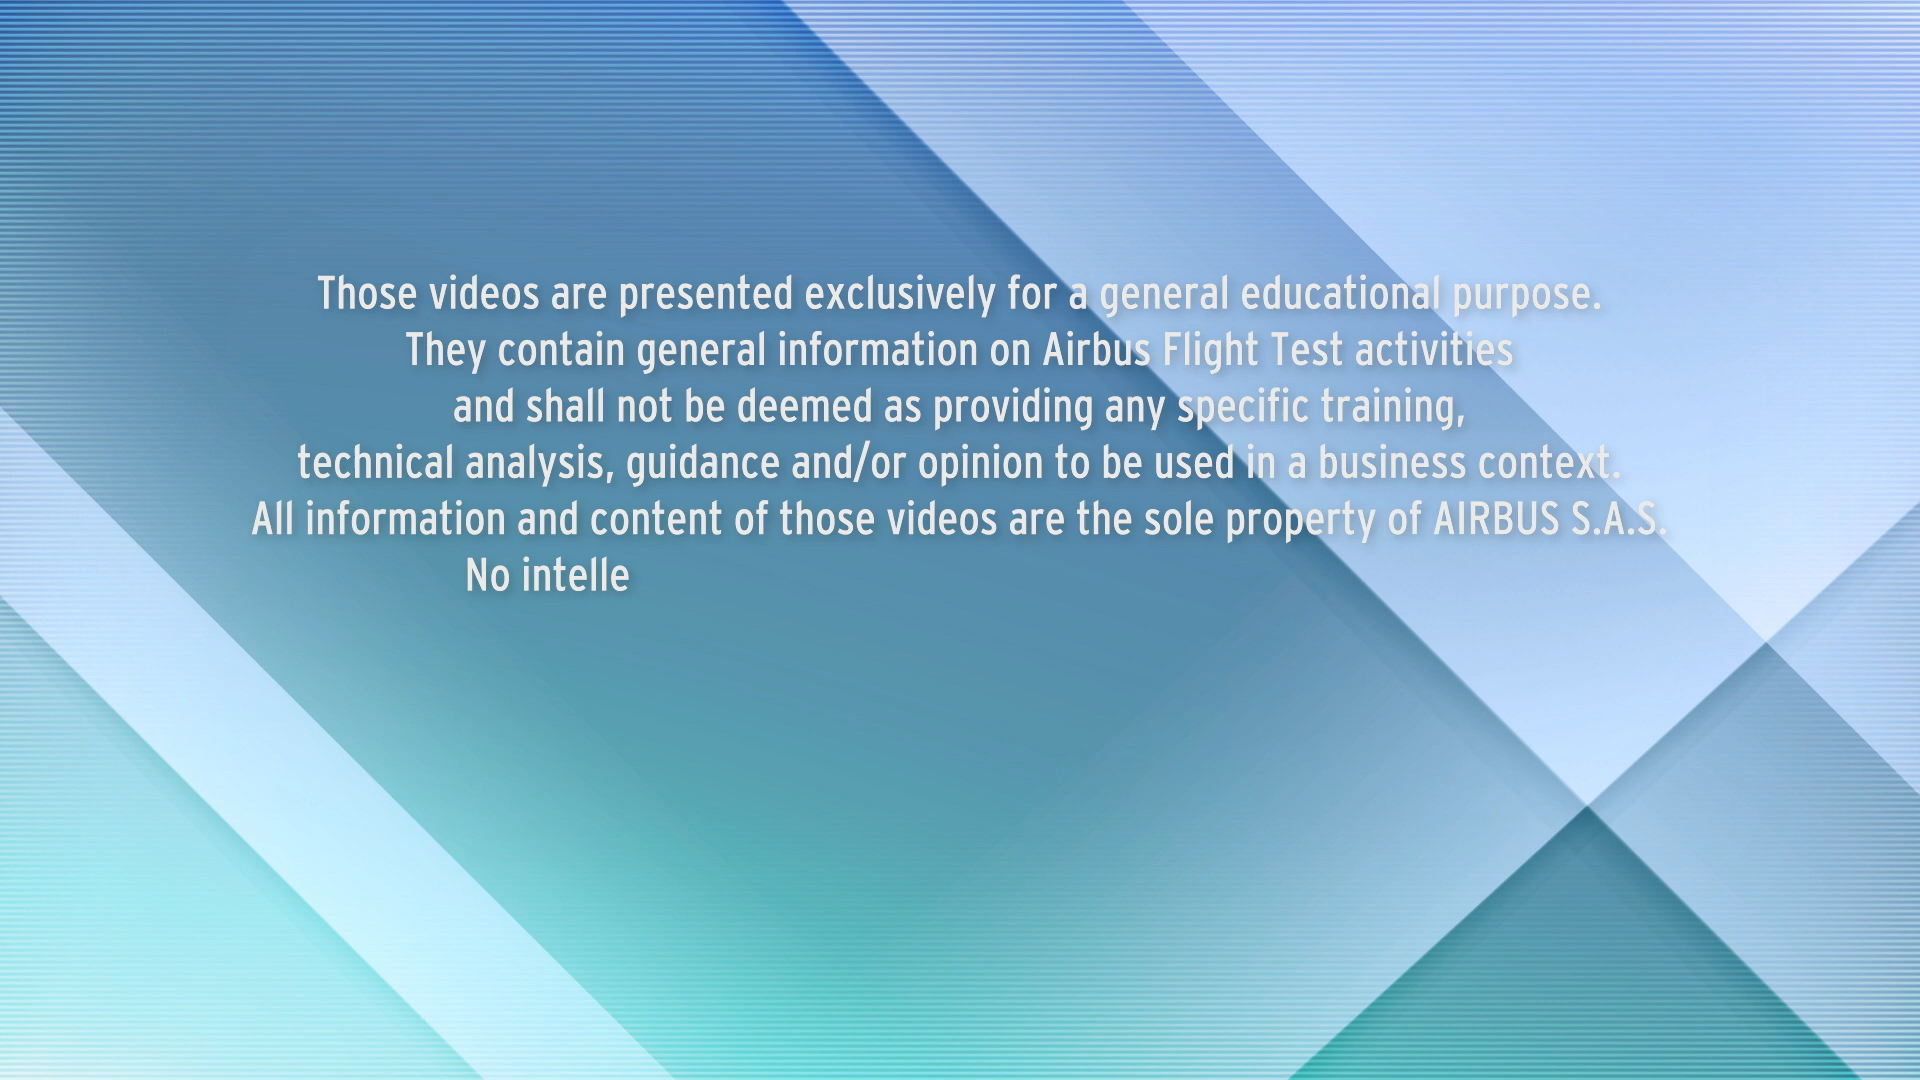 Those videos are presented exclusively for a general educational purpose.
They contain general information on Airbus Flight Test activities
and shall not be deemed as providing any specific training,
technical analysis, guidance and/or opinion to be used in a business context.
All information and content of those videos are the sole property of AIRBUS S.A.S.
No intelle